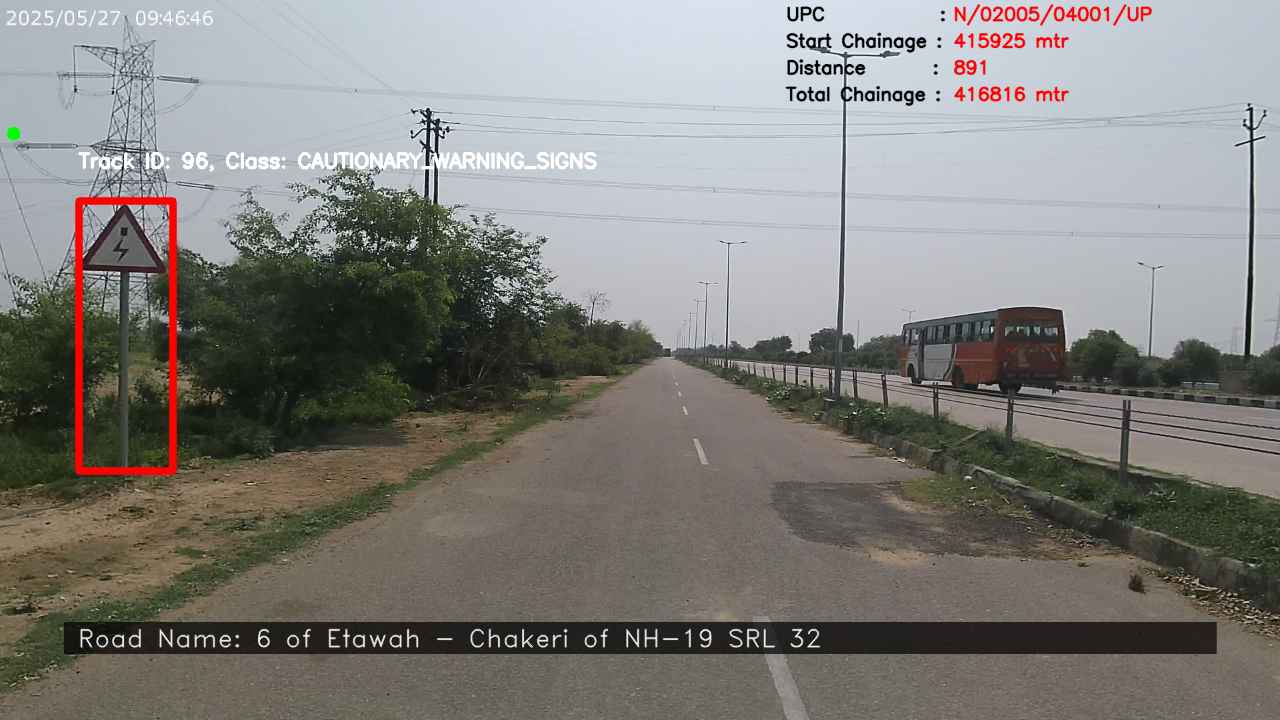 2025/05/27 09:46:46
UPC : N/02005/04001/UP
Start Chainage : 415925 mtr
Distance : 891
Total Chainage : 416816 mtr
Track ID: 96, Class: CAUTIONARY_WARNING_SIGNS
Road Name: 6 of Etawah - Chakeri of NH-19 SRL 32